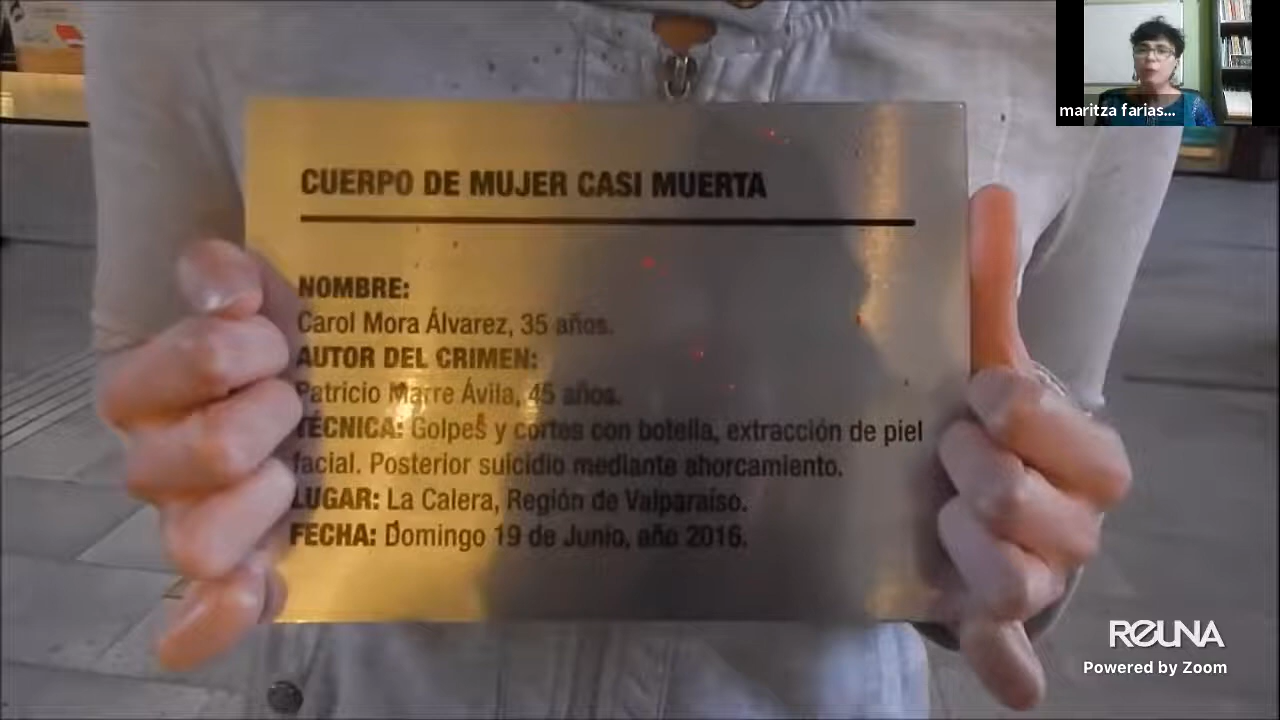 maritza farias...
CUERPO DE MUJER CASI MUERTA
NOMBRE:
Carol Mora Álvarez, 35 años.
AUTOR DEL CRIMEN:
Patricio Marre Ávila, 45 años.
TÉCNICA: Golpes y cortes con botella, extracción de piel
facial. Posterior suicidio mediante ahorcamiento.
LUGAR: La Calera, Región de Valparaíso.
FECHA: Domingo 19 de Junio, año 2016.
REUNA
Powered by Zoom